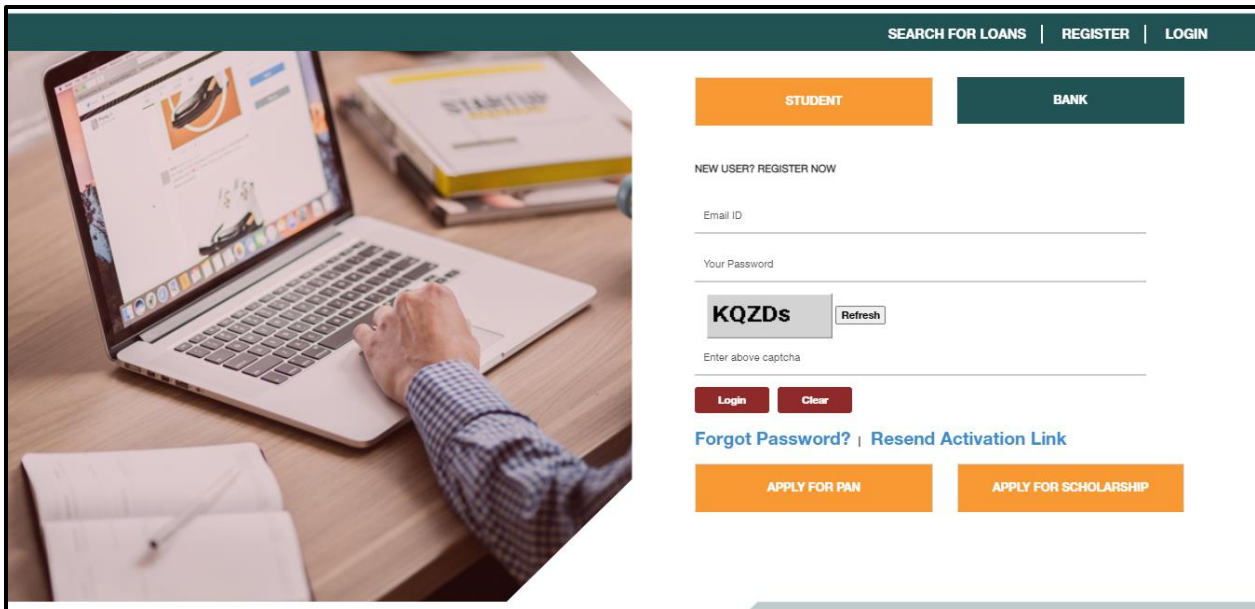 SEARCH FOR LOANS | REGISTER | LOGIN
STUDENT
BANK
NEW USER? REGISTER NOW
Email ID
Your Password
KQZDs
Refresh
Enter above captcha
Login
Clear
Forgot Password? | Resend Activation Link
APPLY FOR PAN
APPLY FOR SCHOLARSHIP
STARTUP